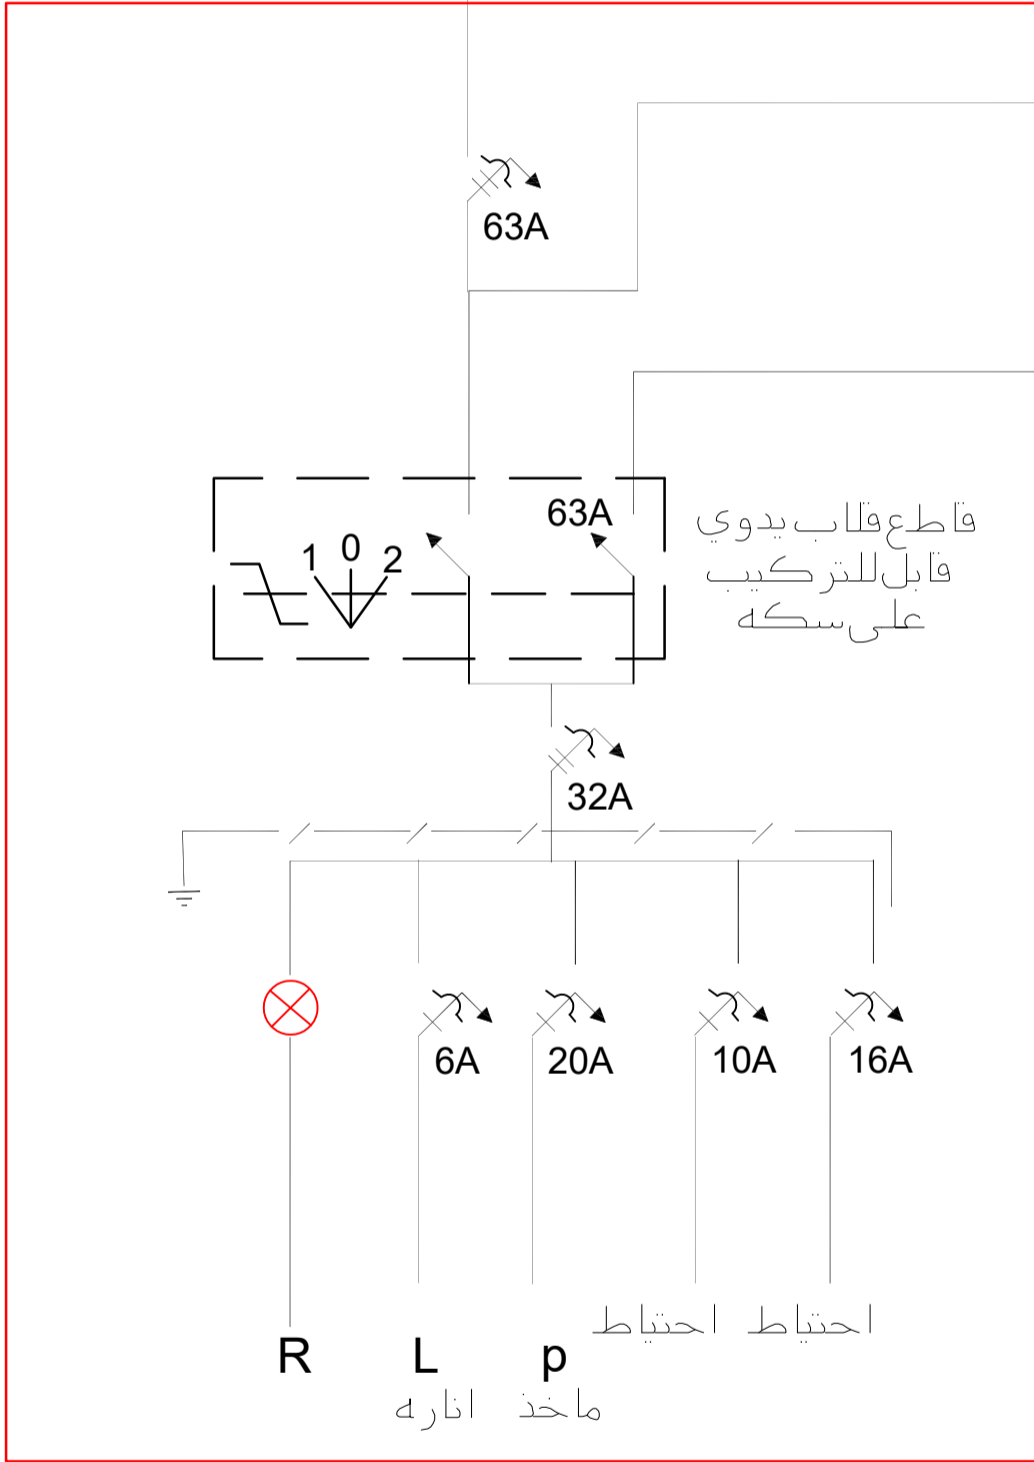 63A
63A
1 0 2
قاطع قلاب يدوي
قابل للتركيب
على سكه
32A
6A
20A
10A
16A
احتياط
احتياط
R
L
p
اناره
ماخذ